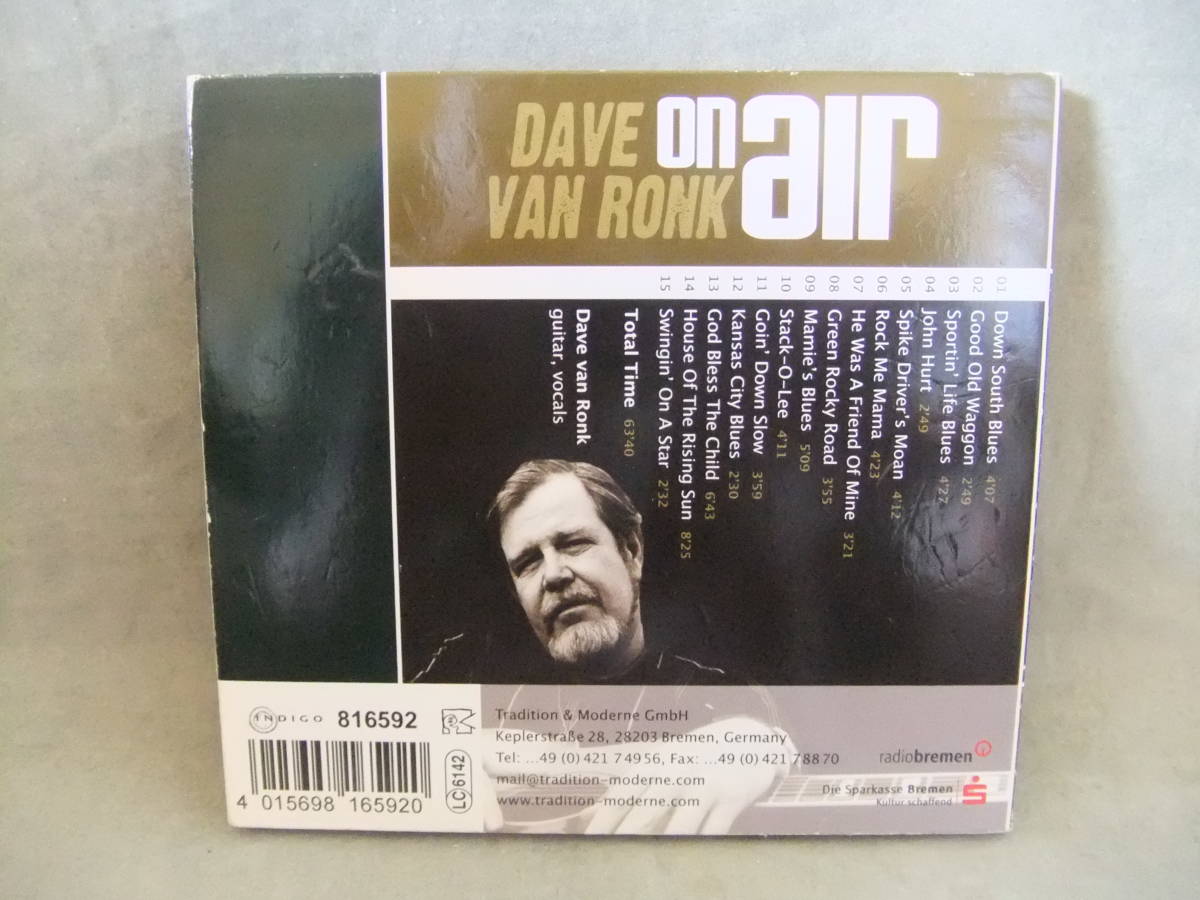 DAVE on air
VAN RONK
01 Down South Blues 4'07
02 Good Old Waggon 2'49
03 Sportin' Life Blues 4'27
04 John Hurt 2'49
05 Spike Driver's Moan 4'12
06 Rock Me Mama 4'23
07 He Was A Friend Of Mine 3'21
08 Green Rocky Road 3'55
09 Mamie's Blues 5'09
10 Stack-O-Lee 4'11
11 Goin' Down Slow 3'59
12 Kansas City Blues 2'30
13 God Bless The Child 6'43
14 House Of The Rising Sun 8'25
15 Swingin' On A Star 2'32
Total Time 63'40
Dave van Ronk
guitar, vocals
INDIGO 816592
4 015698 165920
LC 6142
Tradition & Moderne GmbH
Keplerstraße 28, 28203 Bremen, Germany
Tel: ...49 (0) 421 7 49 56, Fax: ...49 (0) 421 7 88 70
mail@tradition-moderne.com
www.tradition-moderne.com
radiobremen
Die Sparkasse Bremen
Kultur schaffend